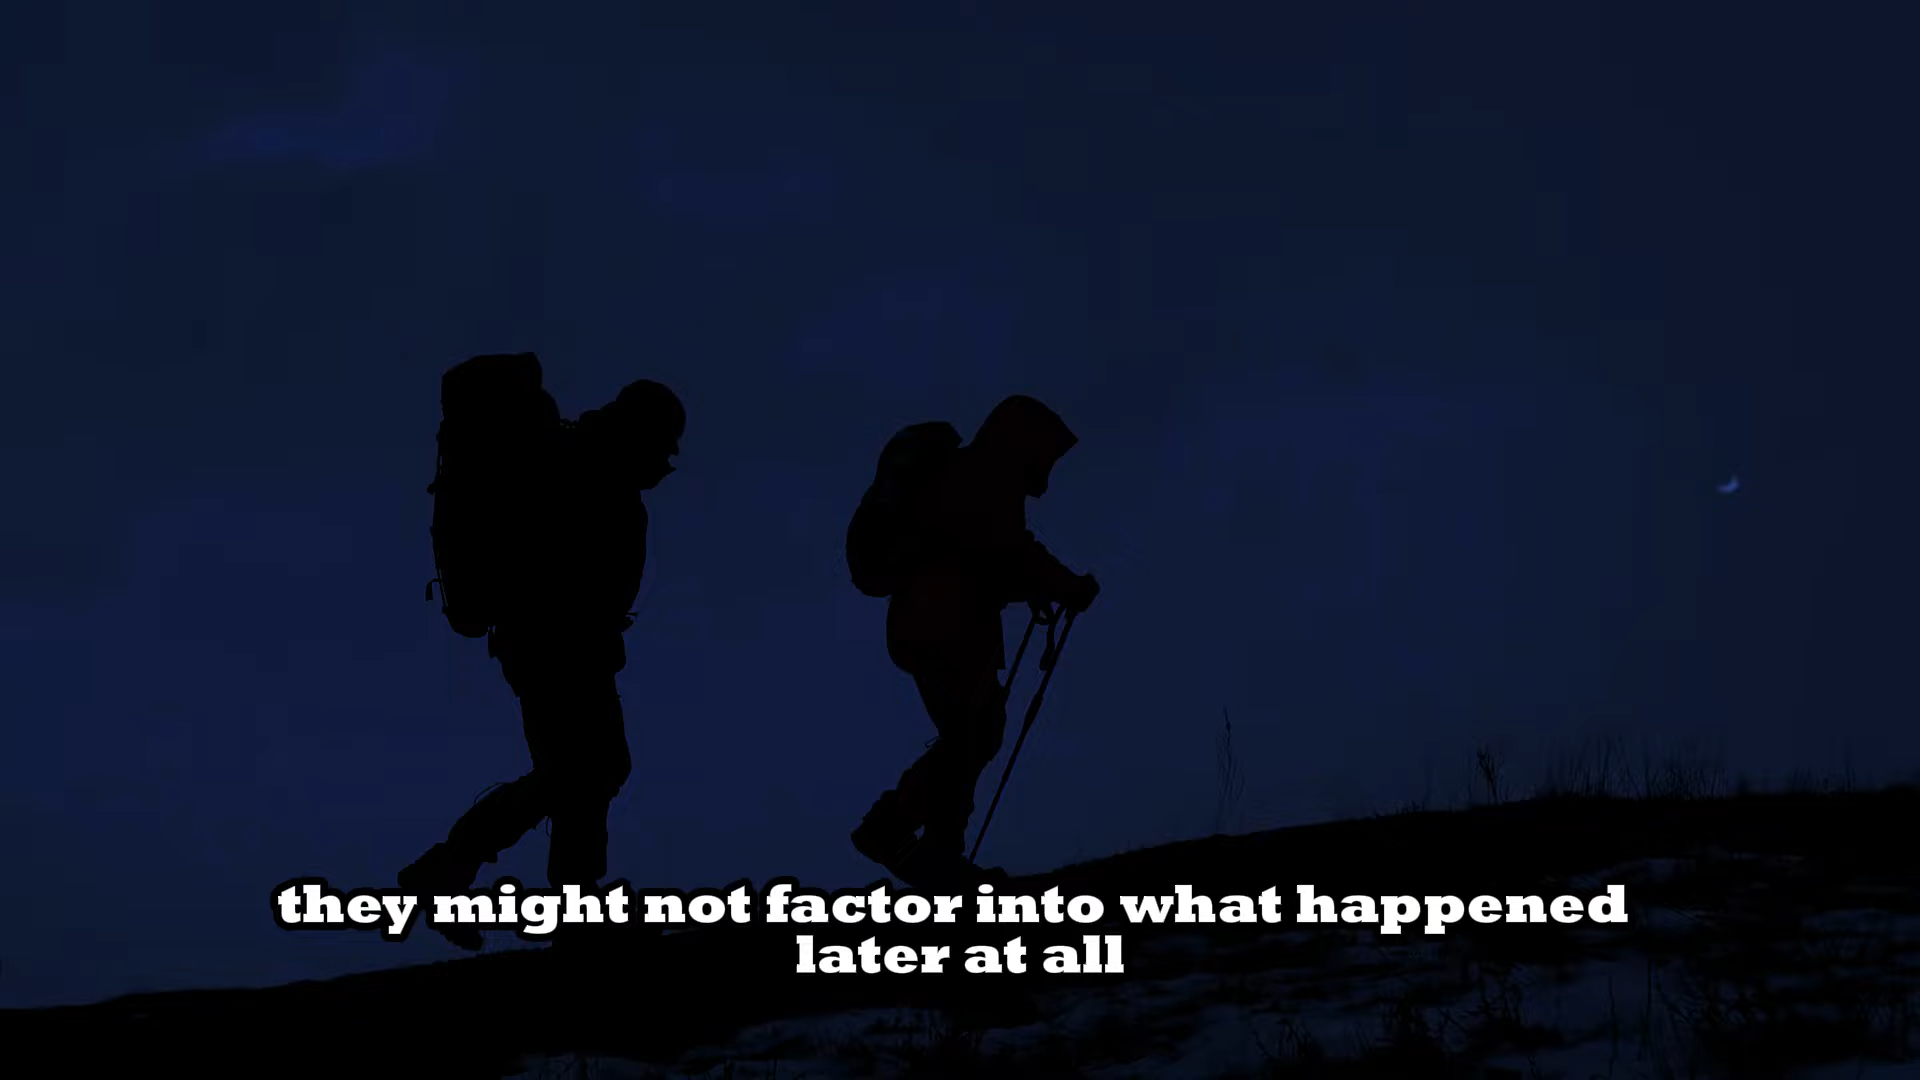 they might not factor into what happened
later at all